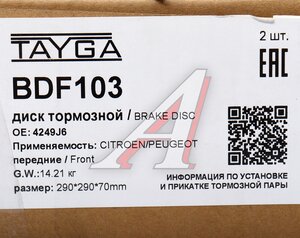 TAYGA
2 шт.
BDF103
EAC
диск тормозной / BRAKE DISC
OE: 4249J6
Применяемость: CITROEN/PEUGEOT
передние / Front
G.W.: 14.21 кг
размер: 290*290*70mm
ИНФОРМАЦИЯ ПО УСТАНОВКЕ
И ПРИКАТКЕ ТОРМОЗНОЙ ПАРЫ